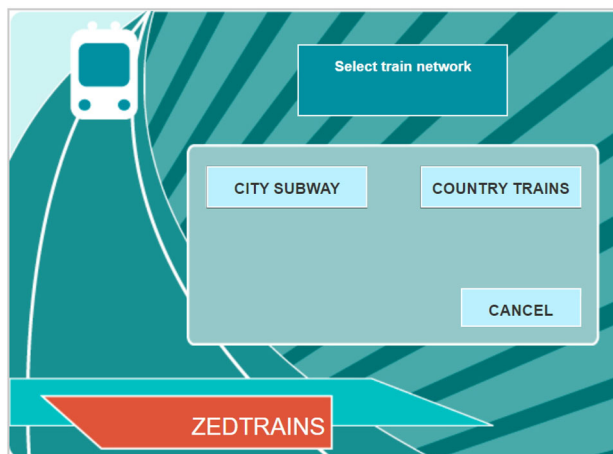 Select train network
CITY SUBWAY
COUNTRY TRAINS
CANCEL
ZEDTRAINS